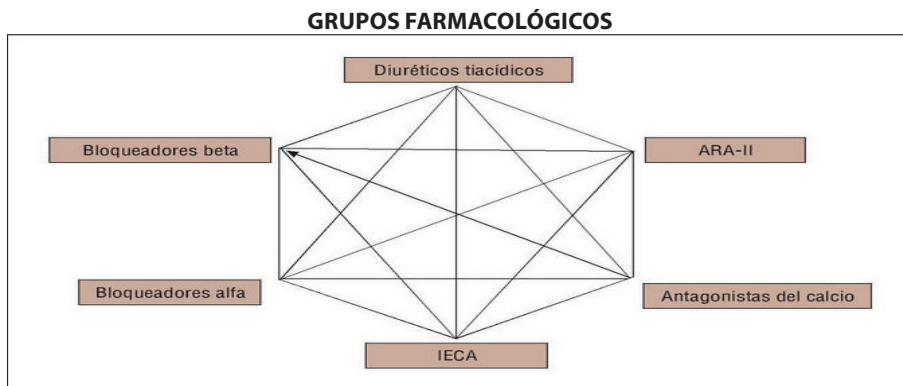 GRUPOS FARMACOLÓGICOS
Diuréticos tiacídicos
Bloqueadores beta
ARA-II
Bloqueadores alfa
Antagonistas del calcio
IECA